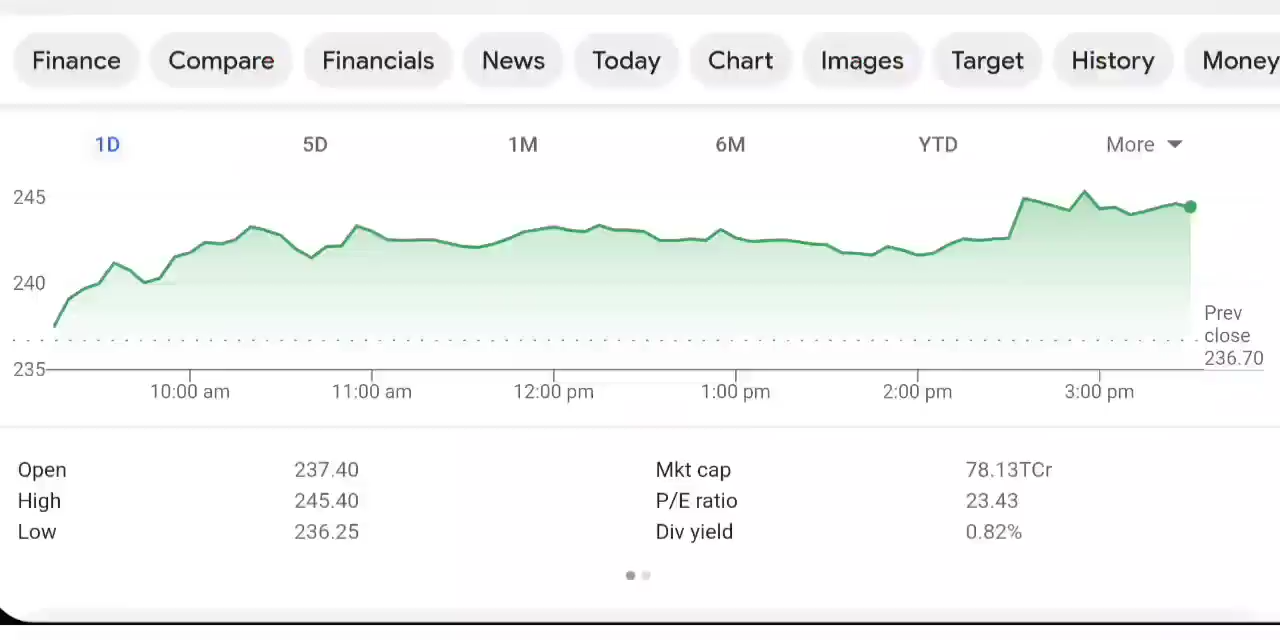 Finance Compare Financials News Today Chart Images Target History Money
1D 5D 1M 6M YTD More
245
240
235
Prev
close
236.70
10:00 am 11:00 am 12:00 pm 1:00 pm 2:00 pm 3:00 pm
Open 237.40 Mkt cap 78.13TCr
High 245.40 P/E ratio 23.43
Low 236.25 Div yield 0.82%